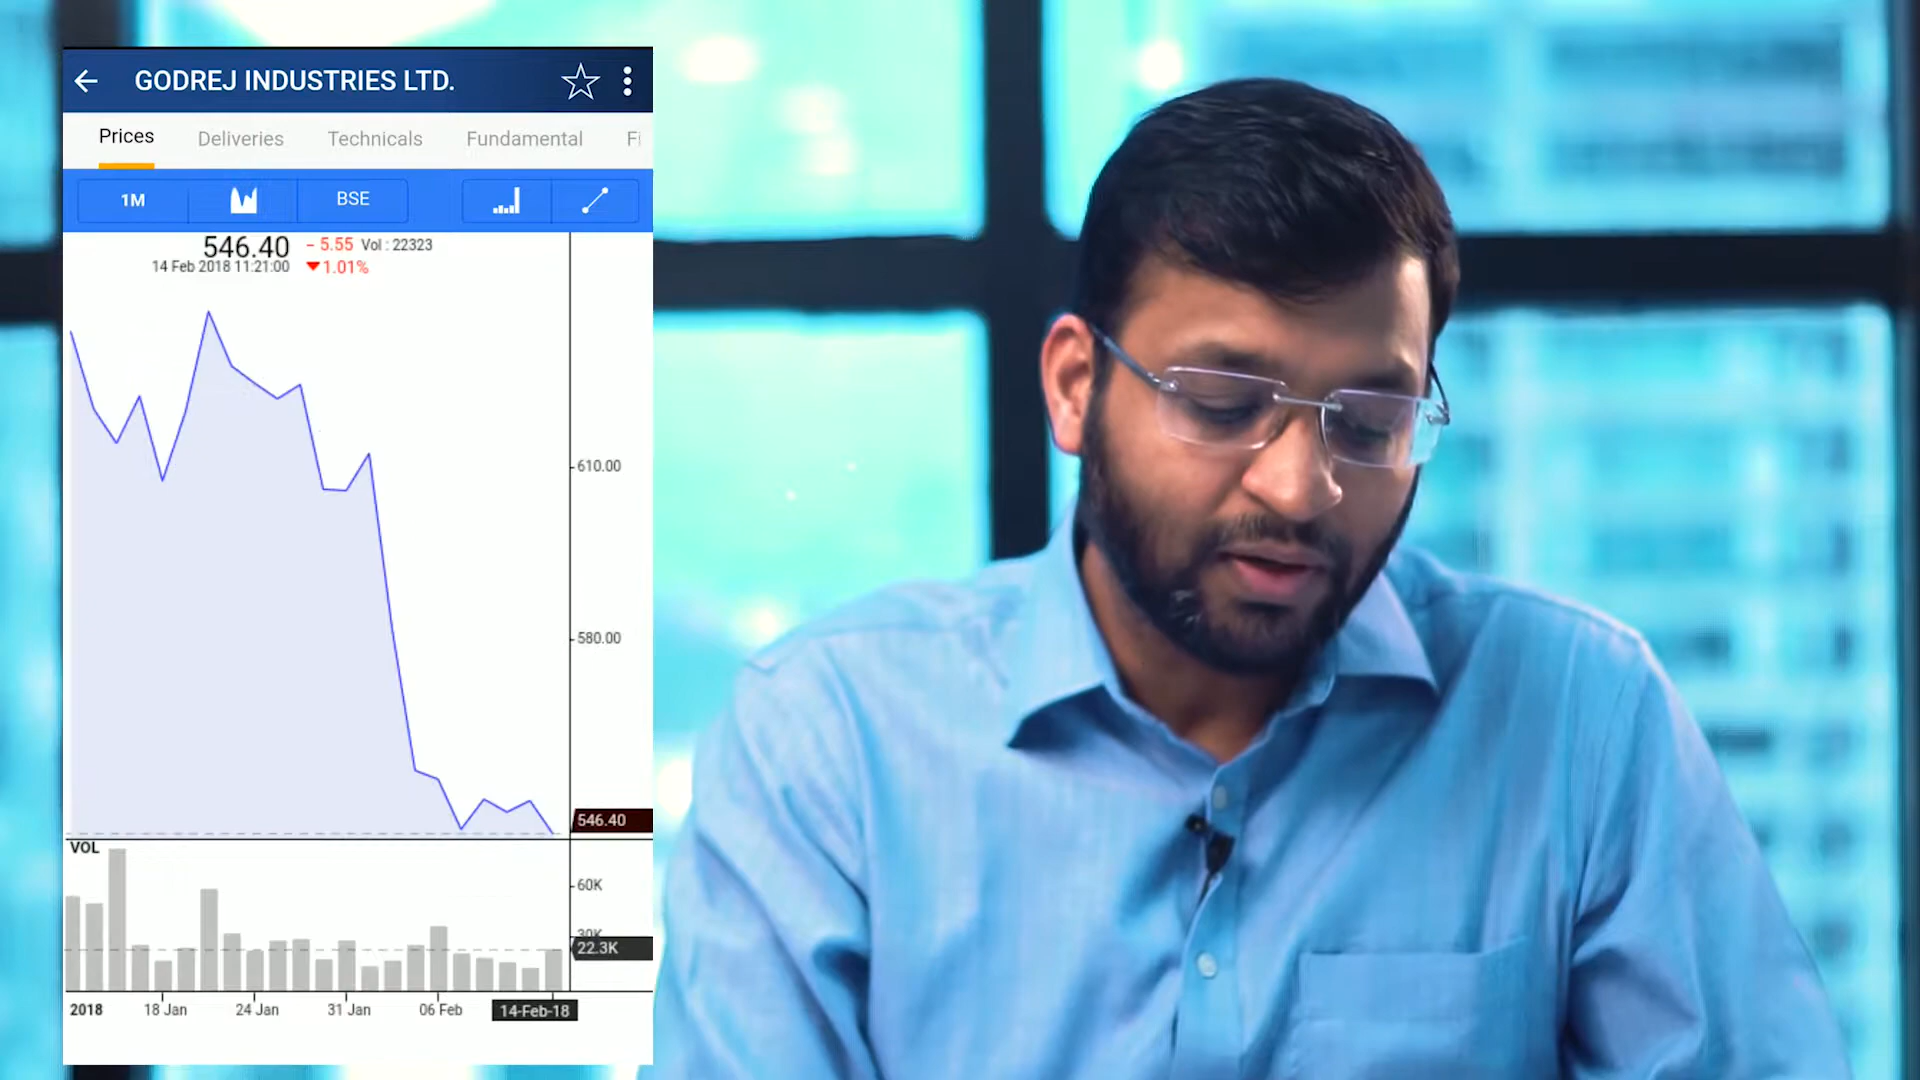 GODREJ INDUSTRIES LTD.
Prices Deliveries Technicals Fundamental Fi
1M BSE
546.40 - 5.55 Vol : 22323
14 Feb 2018 11:21:00 ▼1.01%
610.00
580.00
546.40
VOL
60K
30K
22.3K
2018 18 Jan 24 Jan 31 Jan 06 Feb 14-Feb-18